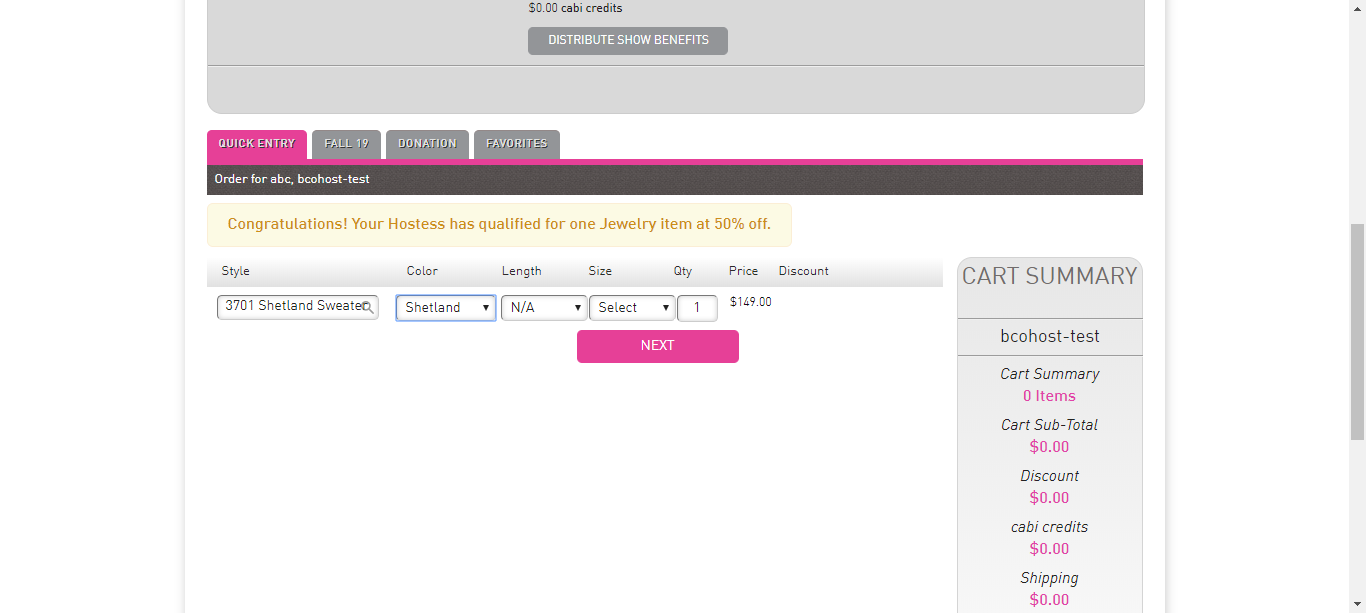 $0.00 cabi credits
DISTRIBUTE SHOW BENEFITS
QUICK ENTRY FALL 19 DONATION FAVORITES
Order for abc, bcohost-test
Congratulations! Your Hostess has qualified for one Jewelry item at 50% off.
Style Color Length Size Qty Price Discount
3701 Shetland Sweater Shetland N/A Select 1 $149.00
NEXT
CART SUMMARY
bcohost-test
Cart Summary
0 Items
Cart Sub-Total
$0.00
Discount
$0.00
cabi credits
$0.00
Shipping
$0.00